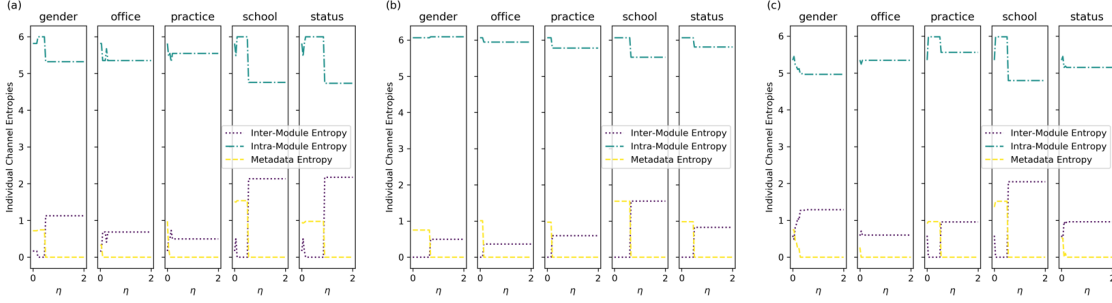 (a)
gender office practice school status
Individual Channel Entropies
6
5
4
3
2
1
0
Inter-Module Entropy
Intra-Module Entropy
Metadata Entropy
0 2 0 2 0 2 0 2 0 2
η η η η η
(b)
gender office practice school status
Individual Channel Entropies
6
5
4
3
2
1
0
Inter-Module Entropy
Intra-Module Entropy
Metadata Entropy
0 2 0 2 0 2 0 2 0 2
η η η η η
(c)
gender office practice school status
Individual Channel Entropies
6
5
4
3
2
1
0
Inter-Module Entropy
Intra-Module Entropy
Metadata Entropy
0 2 0 2 0 2 0 2 0 2
η η η η η